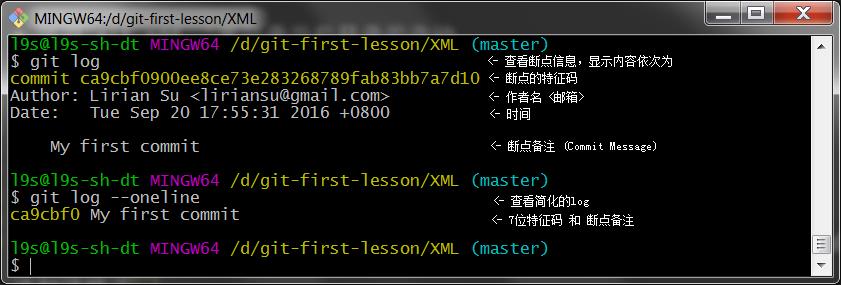 MINGW64:/d/git-first-lesson/XML
l9s@l9s-sh-dt MINGW64 /d/git-first-lesson/XML (master)
$ git log <- 查看断点信息，显示内容依次为
commit ca9cbf0900ee8ce73e283268789fab83bb7a7d10 <- 断点的特征码
Author: Lirian Su <liriansu@gmail.com> <- 作者名 <邮箱>
Date:   Tue Sep 20 17:55:31 2016 +0800 <- 时间
My first commit <- 断点备注 (Commit Message)
l9s@l9s-sh-dt MINGW64 /d/git-first-lesson/XML (master)
$ git log --oneline <- 查看简化的log
ca9cbf0 My first commit <- 7位特征码 和 断点备注
l9s@l9s-sh-dt MINGW64 /d/git-first-lesson/XML (master)
$